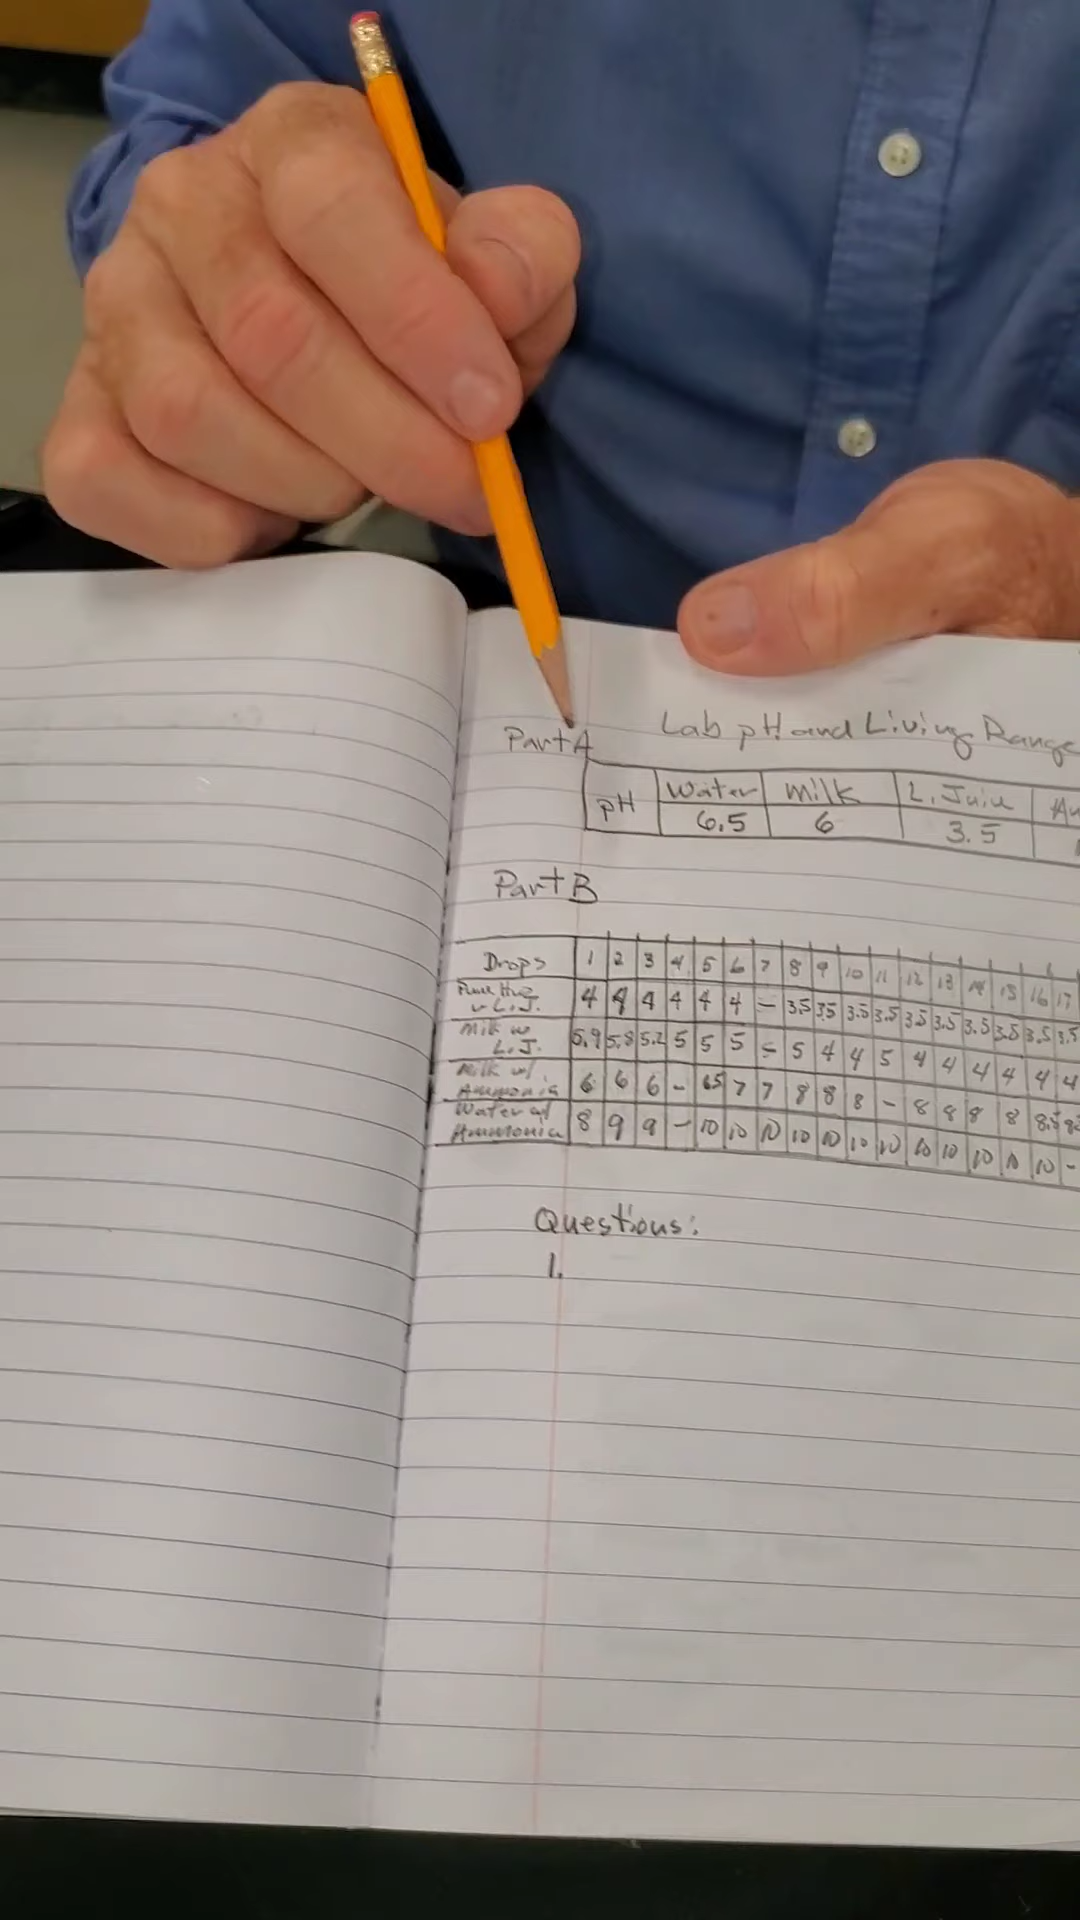 Lab pH and Living Range
Part A
pH Water Milk L. Juice
6.5 6 3.5
Part B
Drops 1 2 3 4 5 6 7 8 9 10 11 12 13 14 15 16 17
L.J. 4 4 4 4 4 4 - 3.5 3.5 3.5 3.5 3.5 3.5 3.5 3.5 3.5 3.5
Milk w L.J. 5.9 5.8 5.2 5 5 5 - 5 4 4 5 4 4 4 4 4 4
Milk w/ Ammonia 6 6 6 - 6.5 7 7 8 8 8 - 8 8 8 8 8.5
Water w/ Ammonia 8 9 9 - 10 10 10 10 10 10 10 10 10 10 10 10 -
Questions:
1.